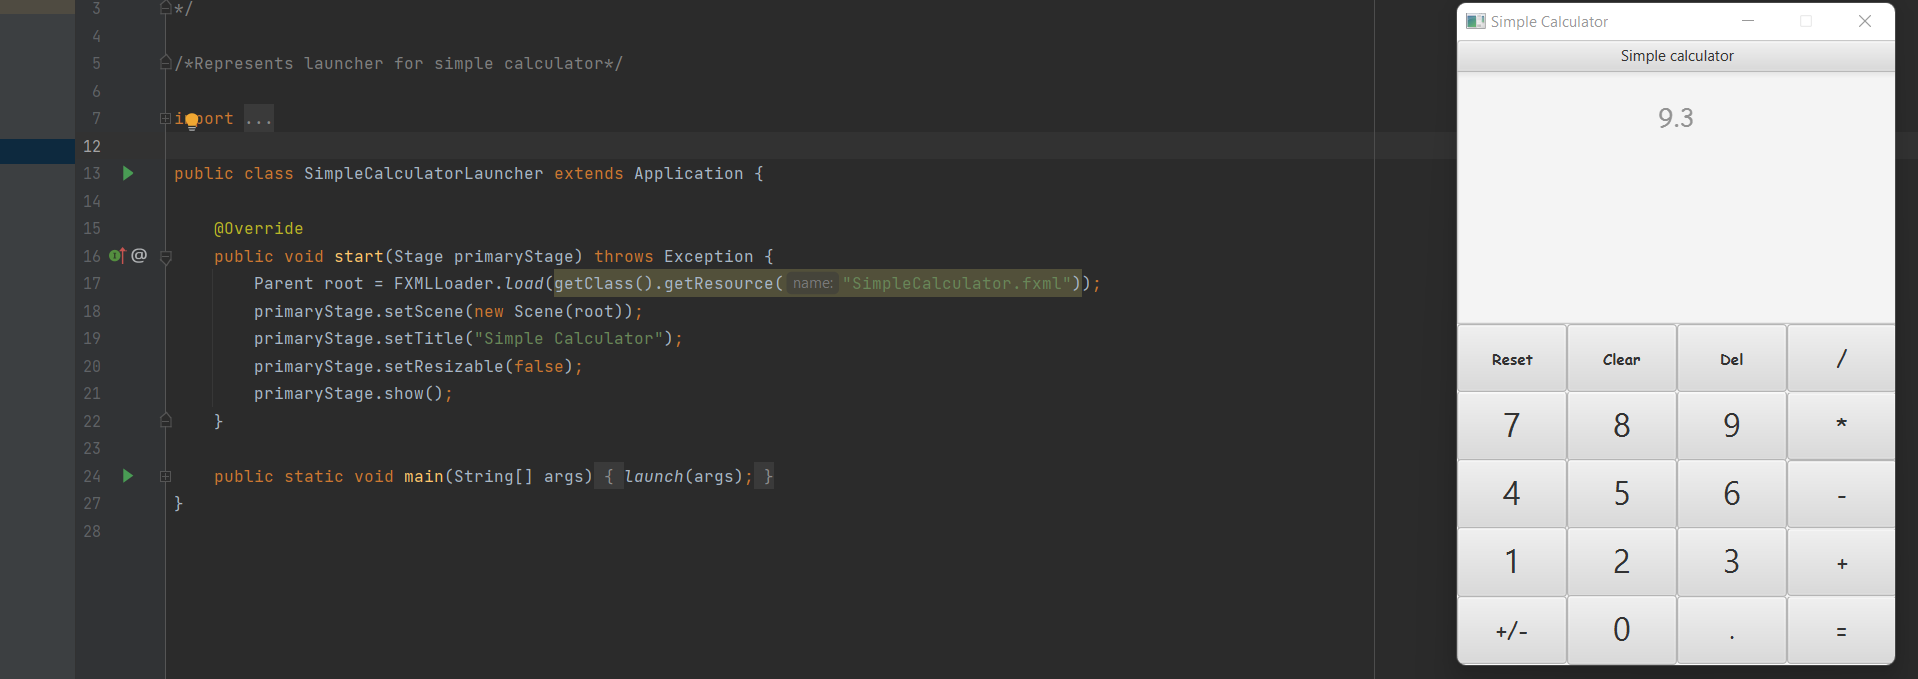 3 */
4
5 /*Represents launcher for simple calculator*/
6
7 import ...
12
13 public class SimpleCalculatorLauncher extends Application {
14
15 @Override
16 @ public void start(Stage primaryStage) throws Exception {
17 Parent root = FXMLLoader.load(getClass().getResource( name: "SimpleCalculator.fxml"));
18 primaryStage.setScene(new Scene(root));
19 primaryStage.setTitle("Simple Calculator");
20 primaryStage.setResizable(false);
21 primaryStage.show();
22 }
23
24 public static void main(String[] args) { launch(args); }
27 }
28
Simple Calculator
Simple calculator
9.3
Reset Clear Del /
7 8 9 *
4 5 6 -
1 2 3 +
+/- 0 . =